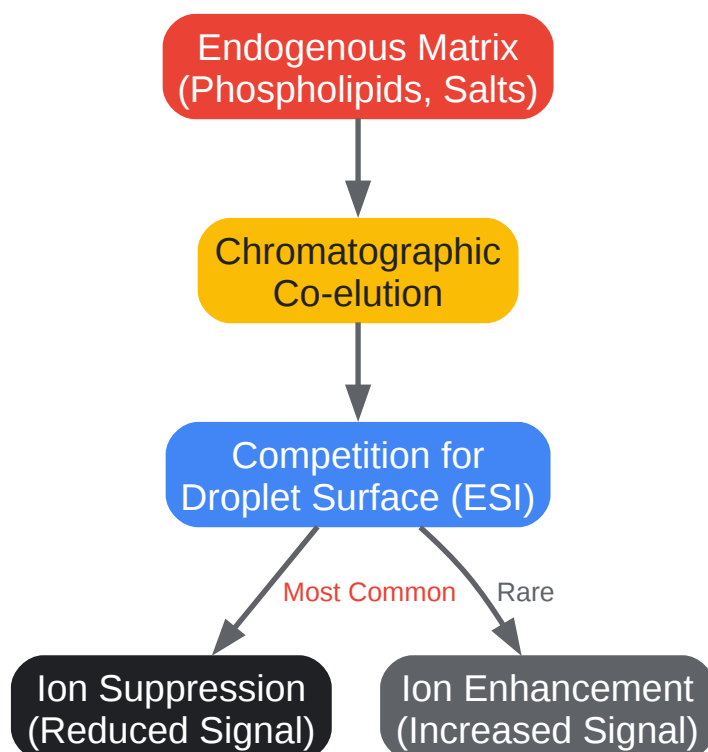 Endogenous Matrix
(Phospholipids, Salts)
Chromatographic
Co-elution
Competition for
Droplet Surface (ESI)
Most Common
Rare
Ion Suppression
(Reduced Signal)
Ion Enhancement
(Increased Signal)